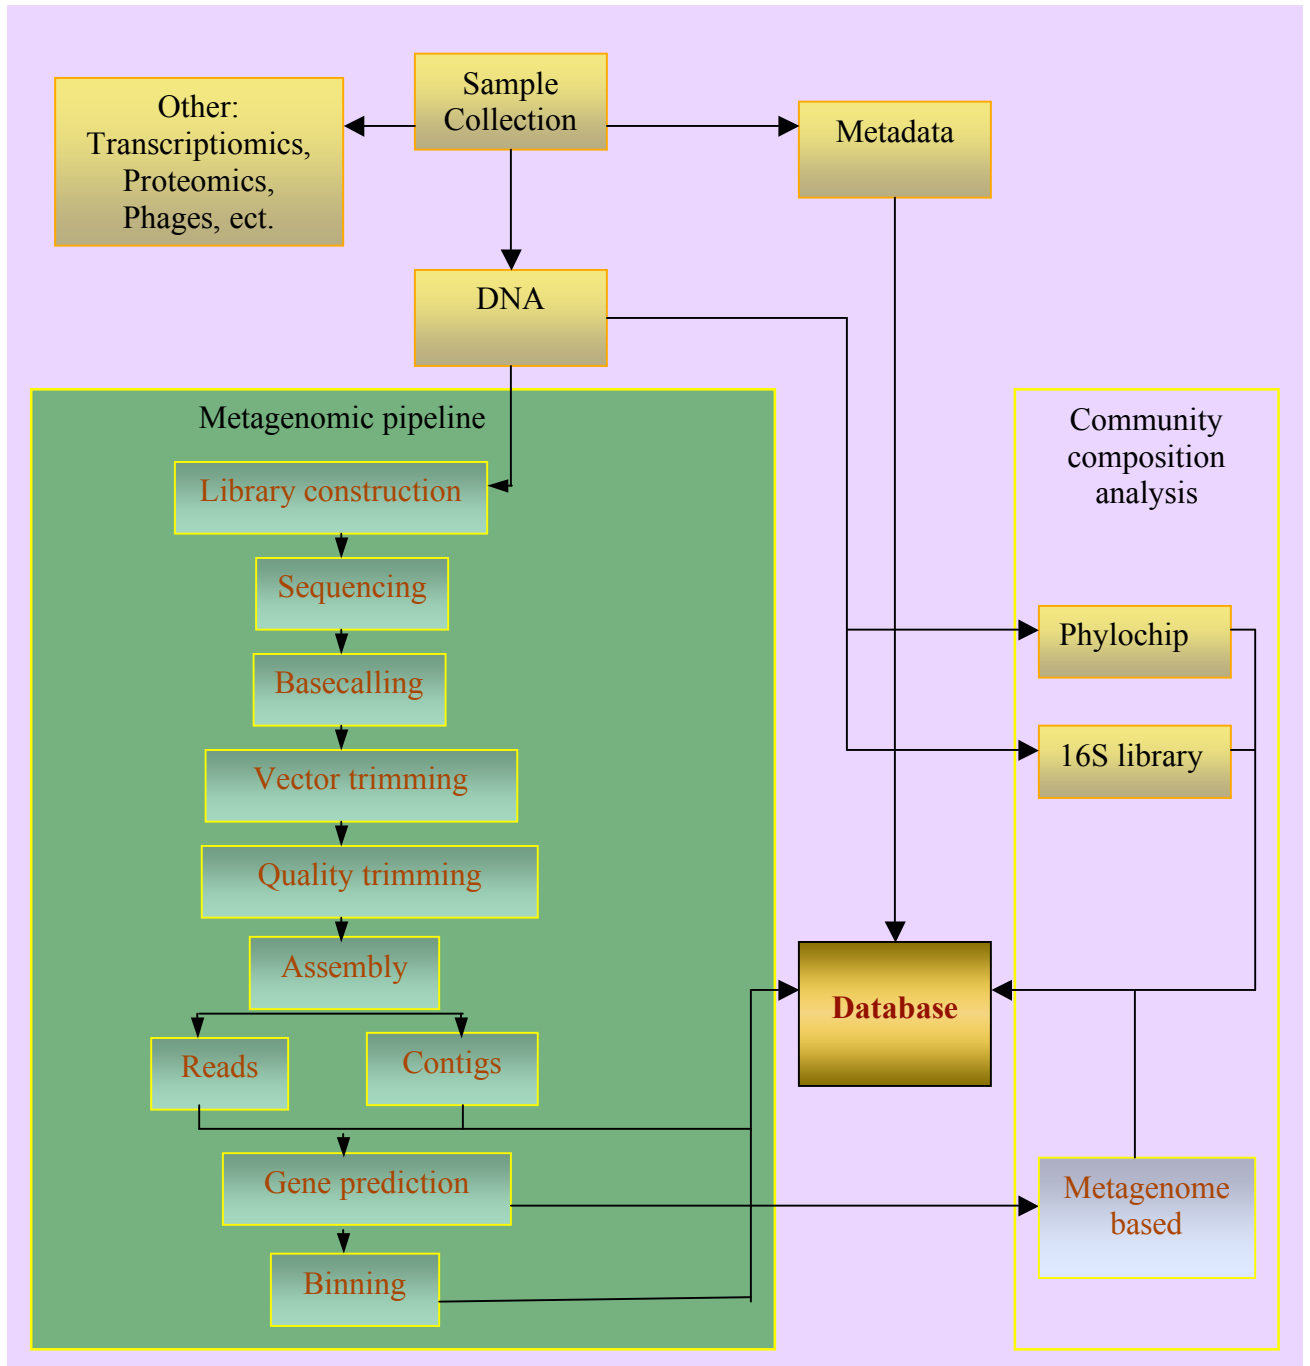 Sample
Collection
Other:
Transcriptiomics,
Proteomics,
Phages, ect.
Metadata
DNA
Metagenomic pipeline
Library construction
Sequencing
Basecalling
Vector trimming
Quality trimming
Assembly
Reads
Contigs
Gene prediction
Binning
Database
Community
composition
analysis
Phylochip
16S library
Metagenome
based